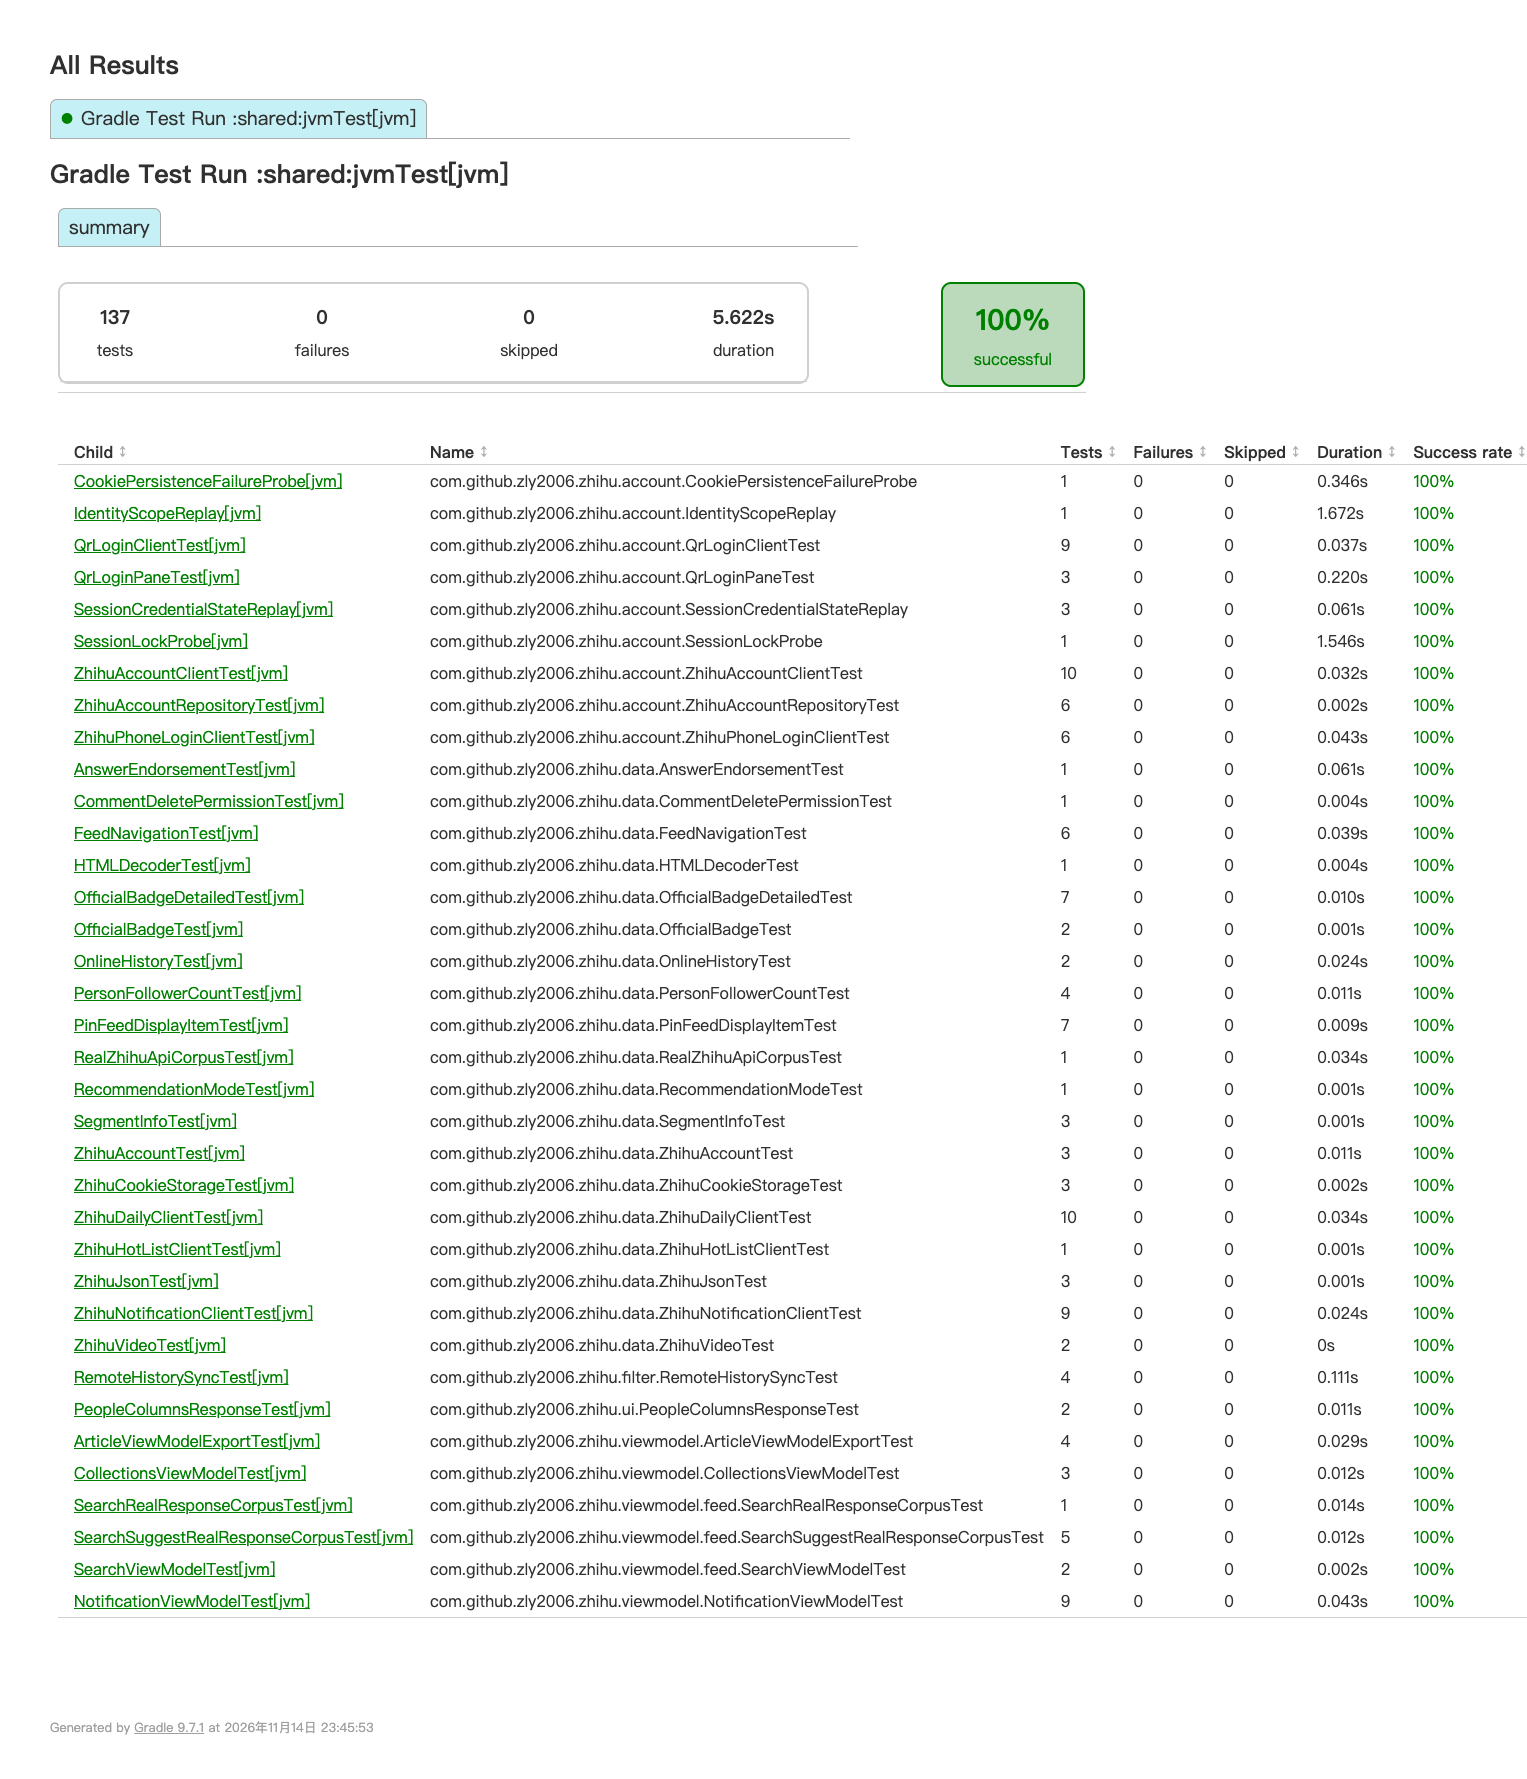 All Results
Gradle Test Run :shared:jvmTest[jvm]
Gradle Test Run :shared:jvmTest[jvm]
summary
137 0 0 5.622s 100%
tests failures skipped duration successful
Child Name Tests Failures Skipped Duration Success rate
CookiePersistenceFailureProbe[jvm] com.github.zly2006.zhihu.account.CookiePersistenceFailureProbe 1 0 0 0.346s 100%
IdentityScopeReplay[jvm] com.github.zly2006.zhihu.account.IdentityScopeReplay 1 0 0 1.672s 100%
QrLoginClientTest[jvm] com.github.zly2006.zhihu.account.QrLoginClientTest 9 0 0 0.037s 100%
QrLoginPaneTest[jvm] com.github.zly2006.zhihu.account.QrLoginPaneTest 3 0 0 0.220s 100%
SessionCredentialStateReplay[jvm] com.github.zly2006.zhihu.account.SessionCredentialStateReplay 3 0 0 0.061s 100%
SessionLockProbe[jvm] com.github.zly2006.zhihu.account.SessionLockProbe 1 0 0 1.546s 100%
ZhihuAccountClientTest[jvm] com.github.zly2006.zhihu.account.ZhihuAccountClientTest 10 0 0 0.032s 100%
ZhihuAccountRepositoryTest[jvm] com.github.zly2006.zhihu.account.ZhihuAccountRepositoryTest 6 0 0 0.002s 100%
ZhihuPhoneLoginClientTest[jvm] com.github.zly2006.zhihu.account.ZhihuPhoneLoginClientTest 6 0 0 0.043s 100%
AnswerEndorsementTest[jvm] com.github.zly2006.zhihu.data.AnswerEndorsementTest 1 0 0 0.061s 100%
CommentDeletePermissionTest[jvm] com.github.zly2006.zhihu.data.CommentDeletePermissionTest 1 0 0 0.004s 100%
FeedNavigationTest[jvm] com.github.zly2006.zhihu.data.FeedNavigationTest 6 0 0 0.039s 100%
HTMLDecoderTest[jvm] com.github.zly2006.zhihu.data.HTMLDecoderTest 1 0 0 0.004s 100%
OfficialBadgeDetailedTest[jvm] com.github.zly2006.zhihu.data.OfficialBadgeDetailedTest 7 0 0 0.010s 100%
OfficialBadgeTest[jvm] com.github.zly2006.zhihu.data.OfficialBadgeTest 2 0 0 0.001s 100%
OnlineHistoryTest[jvm] com.github.zly2006.zhihu.data.OnlineHistoryTest 2 0 0 0.024s 100%
PersonFollowerCountTest[jvm] com.github.zly2006.zhihu.data.PersonFollowerCountTest 4 0 0 0.011s 100%
PinFeedDisplayItemTest[jvm] com.github.zly2006.zhihu.data.PinFeedDisplayItemTest 7 0 0 0.009s 100%
RealZhihuApiCorpusTest[jvm] com.github.zly2006.zhihu.data.RealZhihuApiCorpusTest 1 0 0 0.034s 100%
RecommendationModeTest[jvm] com.github.zly2006.zhihu.data.RecommendationModeTest 1 0 0 0.001s 100%
SegmentInfoTest[jvm] com.github.zly2006.zhihu.data.SegmentInfoTest 3 0 0 0.001s 100%
ZhihuAccountTest[jvm] com.github.zly2006.zhihu.data.ZhihuAccountTest 3 0 0 0.011s 100%
ZhihuCookieStorageTest[jvm] com.github.zly2006.zhihu.data.ZhihuCookieStorageTest 3 0 0 0.002s 100%
ZhihuDailyClientTest[jvm] com.github.zly2006.zhihu.data.ZhihuDailyClientTest 10 0 0 0.034s 100%
ZhihuHotListClientTest[jvm] com.github.zly2006.zhihu.data.ZhihuHotListClientTest 1 0 0 0.001s 100%
ZhihuJsonTest[jvm] com.github.zly2006.zhihu.data.ZhihuJsonTest 3 0 0 0.001s 100%
ZhihuNotificationClientTest[jvm] com.github.zly2006.zhihu.data.ZhihuNotificationClientTest 9 0 0 0.024s 100%
ZhihuVideoTest[jvm] com.github.zly2006.zhihu.data.ZhihuVideoTest 2 0 0 0s 100%
RemoteHistorySyncTest[jvm] com.github.zly2006.zhihu.filter.RemoteHistorySyncTest 4 0 0 0.111s 100%
PeopleColumnsResponseTest[jvm] com.github.zly2006.zhihu.ui.PeopleColumnsResponseTest 2 0 0 0.011s 100%
ArticleViewModelExportTest[jvm] com.github.zly2006.zhihu.viewmodel.ArticleViewModelExportTest 4 0 0 0.029s 100%
CollectionsViewModelTest[jvm] com.github.zly2006.zhihu.viewmodel.CollectionsViewModelTest 3 0 0 0.012s 100%
SearchRealResponseCorpusTest[jvm] com.github.zly2006.zhihu.viewmodel.feed.SearchRealResponseCorpusTest 1 0 0 0.014s 100%
SearchSuggestRealResponseCorpusTest[jvm] com.github.zly2006.zhihu.viewmodel.feed.SearchSuggestRealResponseCorpusTest 5 0 0 0.012s 100%
SearchViewModelTest[jvm] com.github.zly2006.zhihu.viewmodel.feed.SearchViewModelTest 2 0 0 0.002s 100%
NotificationViewModelTest[jvm] com.github.zly2006.zhihu.viewmodel.NotificationViewModelTest 9 0 0 0.043s 100%
Generated by Gradle 9.7.1 at 2026年11月14日 23:45:53